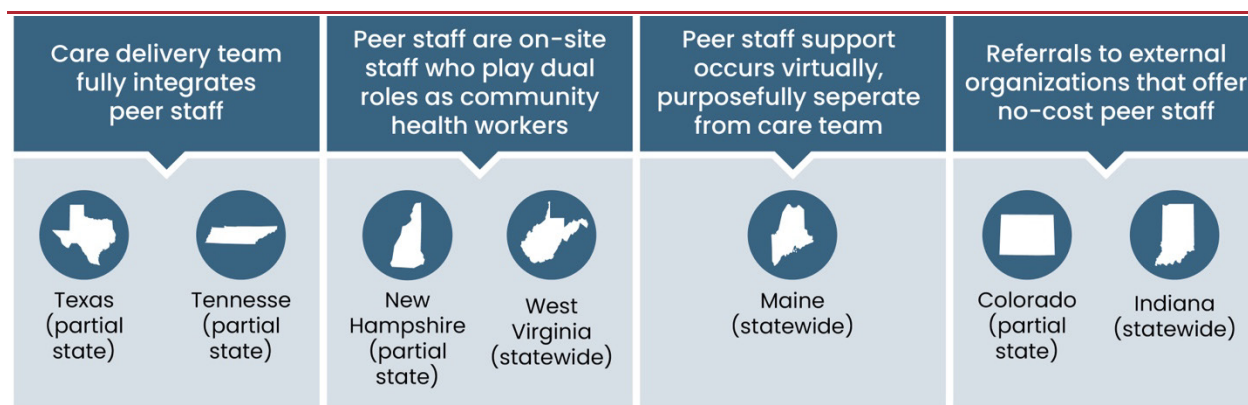 Care delivery team
fully integrates
peer staff
Peer staff are on-site
staff who play dual
roles as community
health workers
Peer staff support
occurs virtually,
purposefully seperate
from care team
Referrals to external
organizations that offer
no-cost peer staff
Texas
(partial
state)
Tennesse
(partial
state)
New
Hampshire
(partial
state)
West
Virginia
(statewide)
Maine
(statewide)
Colorado
(partial
state)
Indiana
(statewide)